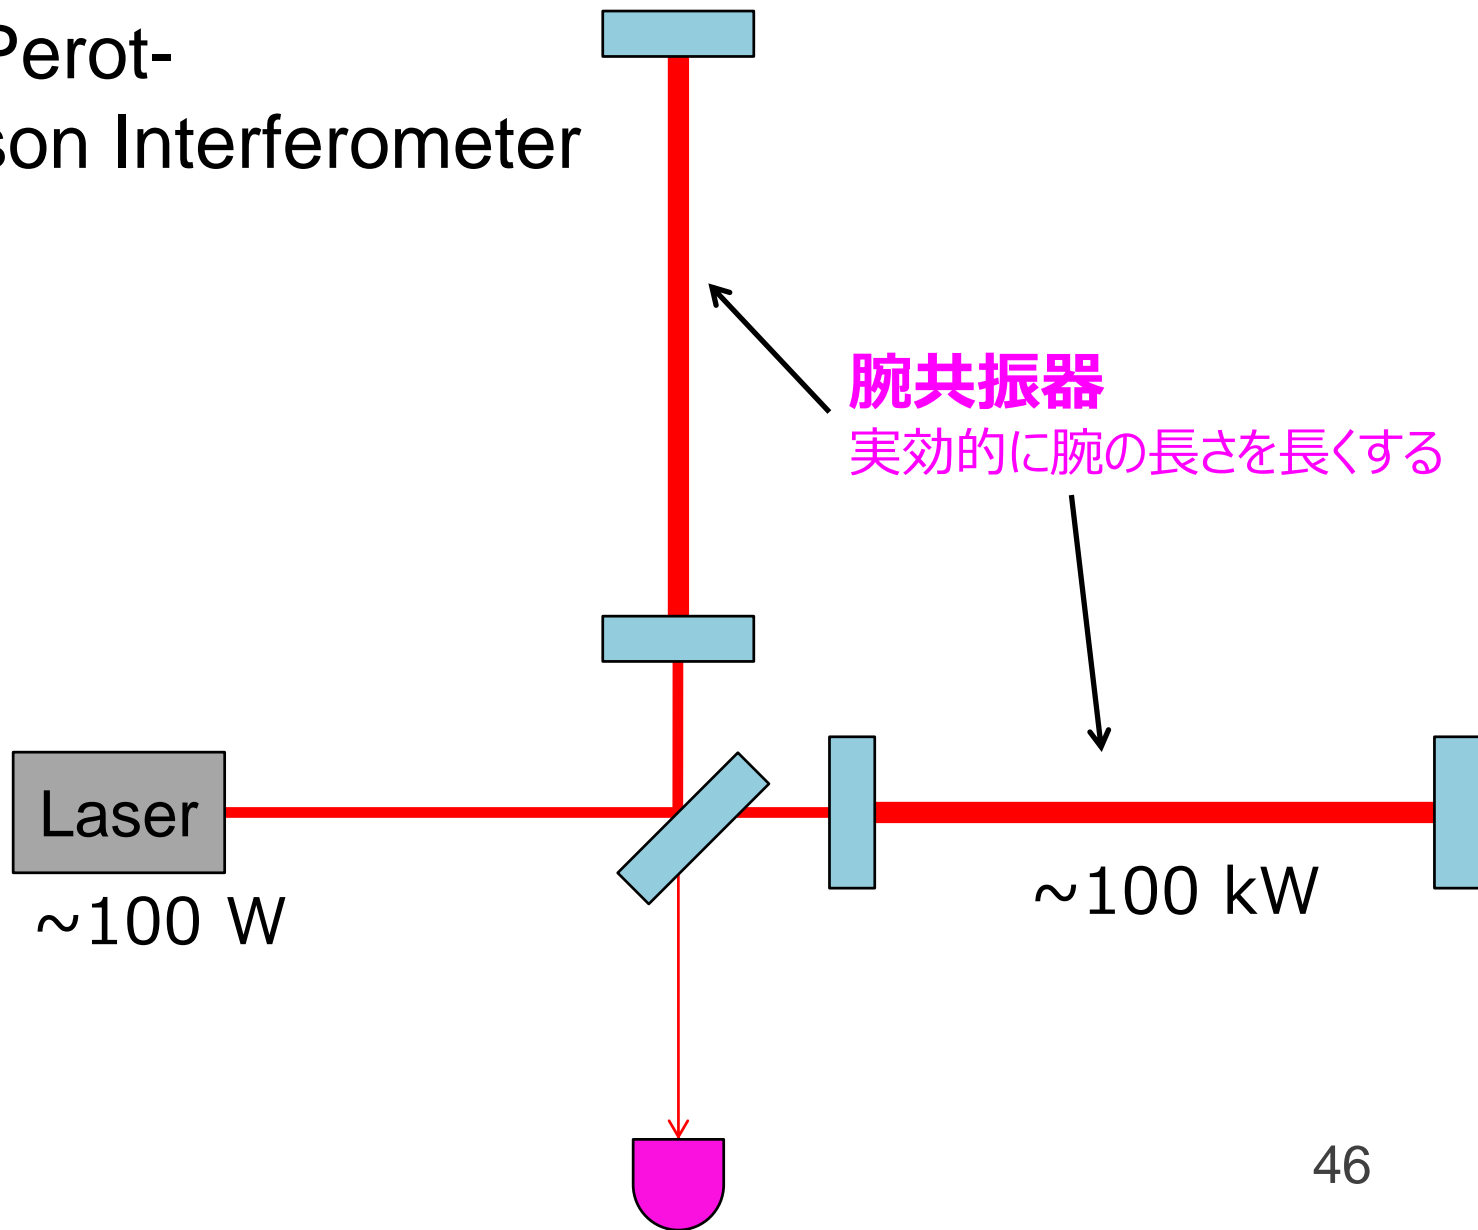 Perot-
son Interferometer
腕共振器
実効的に腕の長さを長くする
Laser
~100 W
~100 kW
46